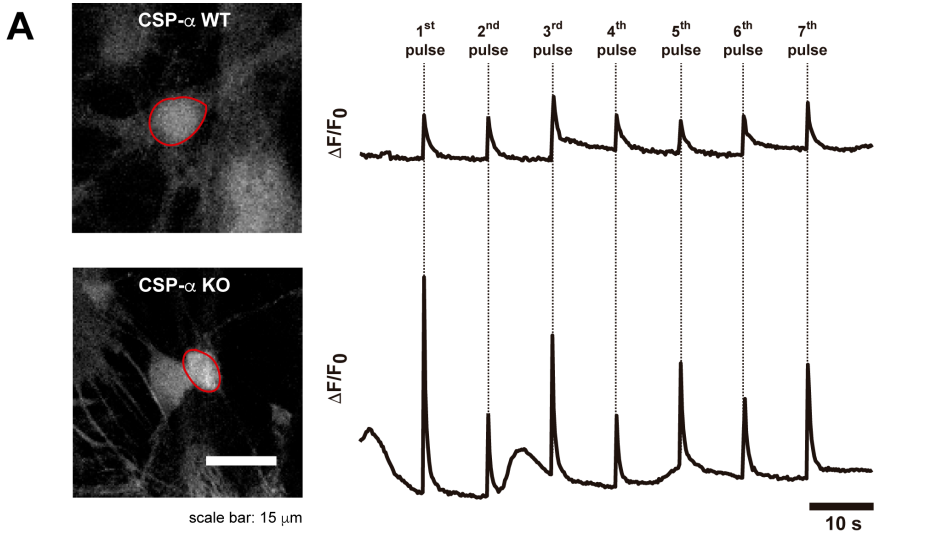 A
CSP-α WT
1st 2nd 3rd 4th 5th 6th 7th
pulse pulse pulse pulse pulse pulse pulse
ΔF/F0
CSP-α KO
ΔF/F0
scale bar: 15 μm
10 s